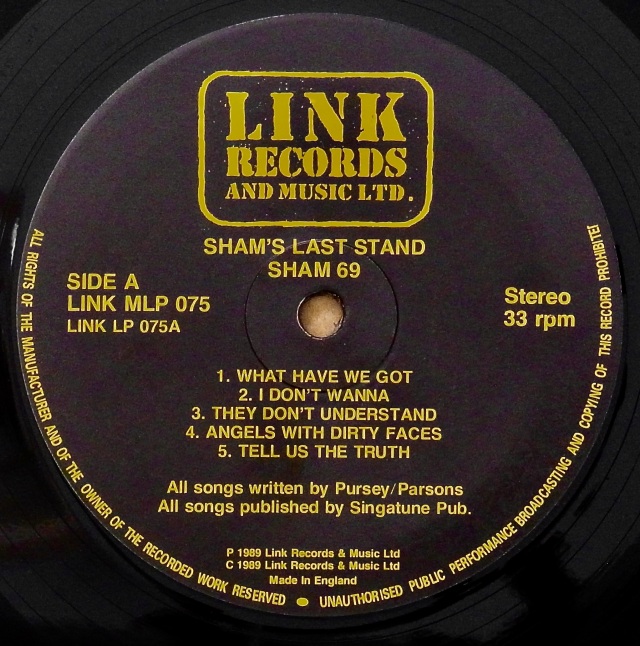 LINK
RECORDS
AND MUSIC LTD.
SHAM'S LAST STAND
SHAM 69
SIDE A
LINK MLP 075
LINK LP 075A
Stereo
33 rpm
1. WHAT HAVE WE GOT
2. I DON'T WANNA
3. THEY DON'T UNDERSTAND
4. ANGELS WITH DIRTY FACES
5. TELL US THE TRUTH
All songs written by Pursey/Parsons
All songs published by Singatune Pub.
P 1989 Link Records & Music Ltd
C 1989 Link Records & Music Ltd
Made In England
ALL RIGHTS OF THE MANUFACTURER AND OF THE OWNER OF THE RECORDED WORK RESERVED ● UNAUTHORISED PUBLIC PERFORMANCE BROADCASTING AND COPYING OF THIS RECORD PROHIBITE